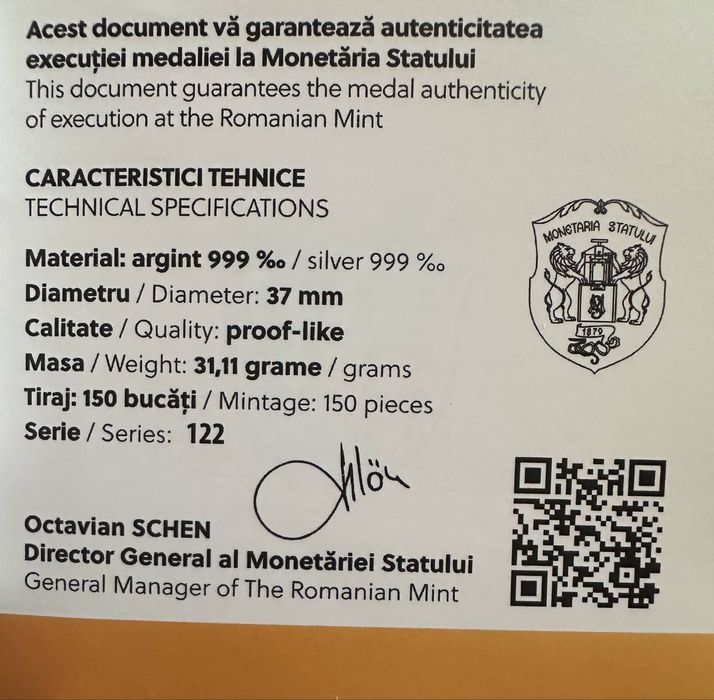 Acest document vă garantează autenticitatea
execuției medaliei la Monetăria Statului
This document guarantees the medal authenticity
of execution at the Romanian Mint
CARACTERISTICI TEHNICE
TECHNICAL SPECIFICATIONS
MONETARIA STATULUI
Material: argint 999 ‰ / silver 999 ‰
Diametru / Diameter: 37 mm
Calitate / Quality: proof-like
1870
Masa / Weight: 31,11 grame / grams
Tiraj: 150 bucăți / Mintage: 150 pieces
Serie / Series: 122
Octavian SCHEN
Director General al Monetăriei Statului
General Manager of The Romanian Mint